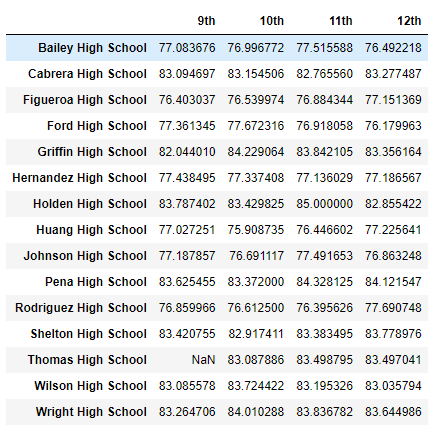 9th 10th 11th 12th
Bailey High School 77.083676 76.996772 77.515588 76.492218
Cabrera High School 83.094697 83.154506 82.765560 83.277487
Figueroa High School 76.403037 76.539974 76.884344 77.151369
Ford High School 77.361345 77.672316 76.918058 76.179963
Griffin High School 82.044010 84.229064 83.842105 83.356164
Hernandez High School 77.438495 77.337408 77.136029 77.186567
Holden High School 83.787402 83.429825 85.000000 82.855422
Huang High School 77.027251 75.908735 76.446602 77.225641
Johnson High School 77.187857 76.691117 77.491653 76.863248
Pena High School 83.625455 83.372000 84.328125 84.121547
Rodriguez High School 76.859966 76.612500 76.395626 77.690748
Shelton High School 83.420755 82.917411 83.383495 83.778976
Thomas High School NaN 83.087886 83.498795 83.497041
Wilson High School 83.085578 83.724422 83.195326 83.035794
Wright High School 83.264706 84.010288 83.836782 83.644986